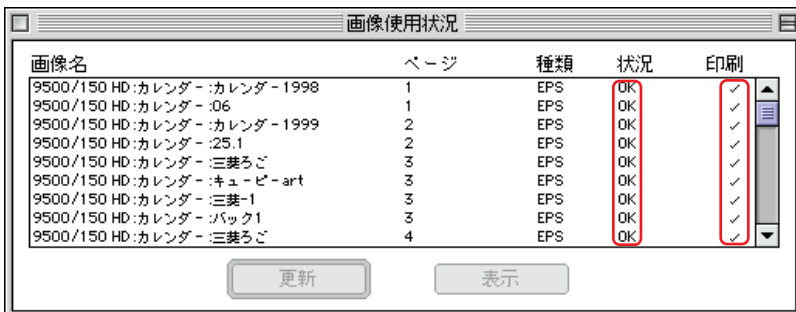 画像使用状況
画像名 ページ 種類 状況 印刷
9500/150 HD:カレンダー:カレンダー1998 1 EPS OK ✓
9500/150 HD:カレンダー:06 1 EPS OK ✓
9500/150 HD:カレンダー:カレンダー1999 2 EPS OK ✓
9500/150 HD:カレンダー:25.1 2 EPS OK ✓
9500/150 HD:カレンダー:三葉ろご 3 EPS OK ✓
9500/150 HD:カレンダー:キューピーart 3 EPS OK ✓
9500/150 HD:カレンダー:三葉-1 3 EPS OK ✓
9500/150 HD:カレンダー:バック1 3 EPS OK ✓
9500/150 HD:カレンダー:三葉ろご 4 EPS OK ✓
更新 表示